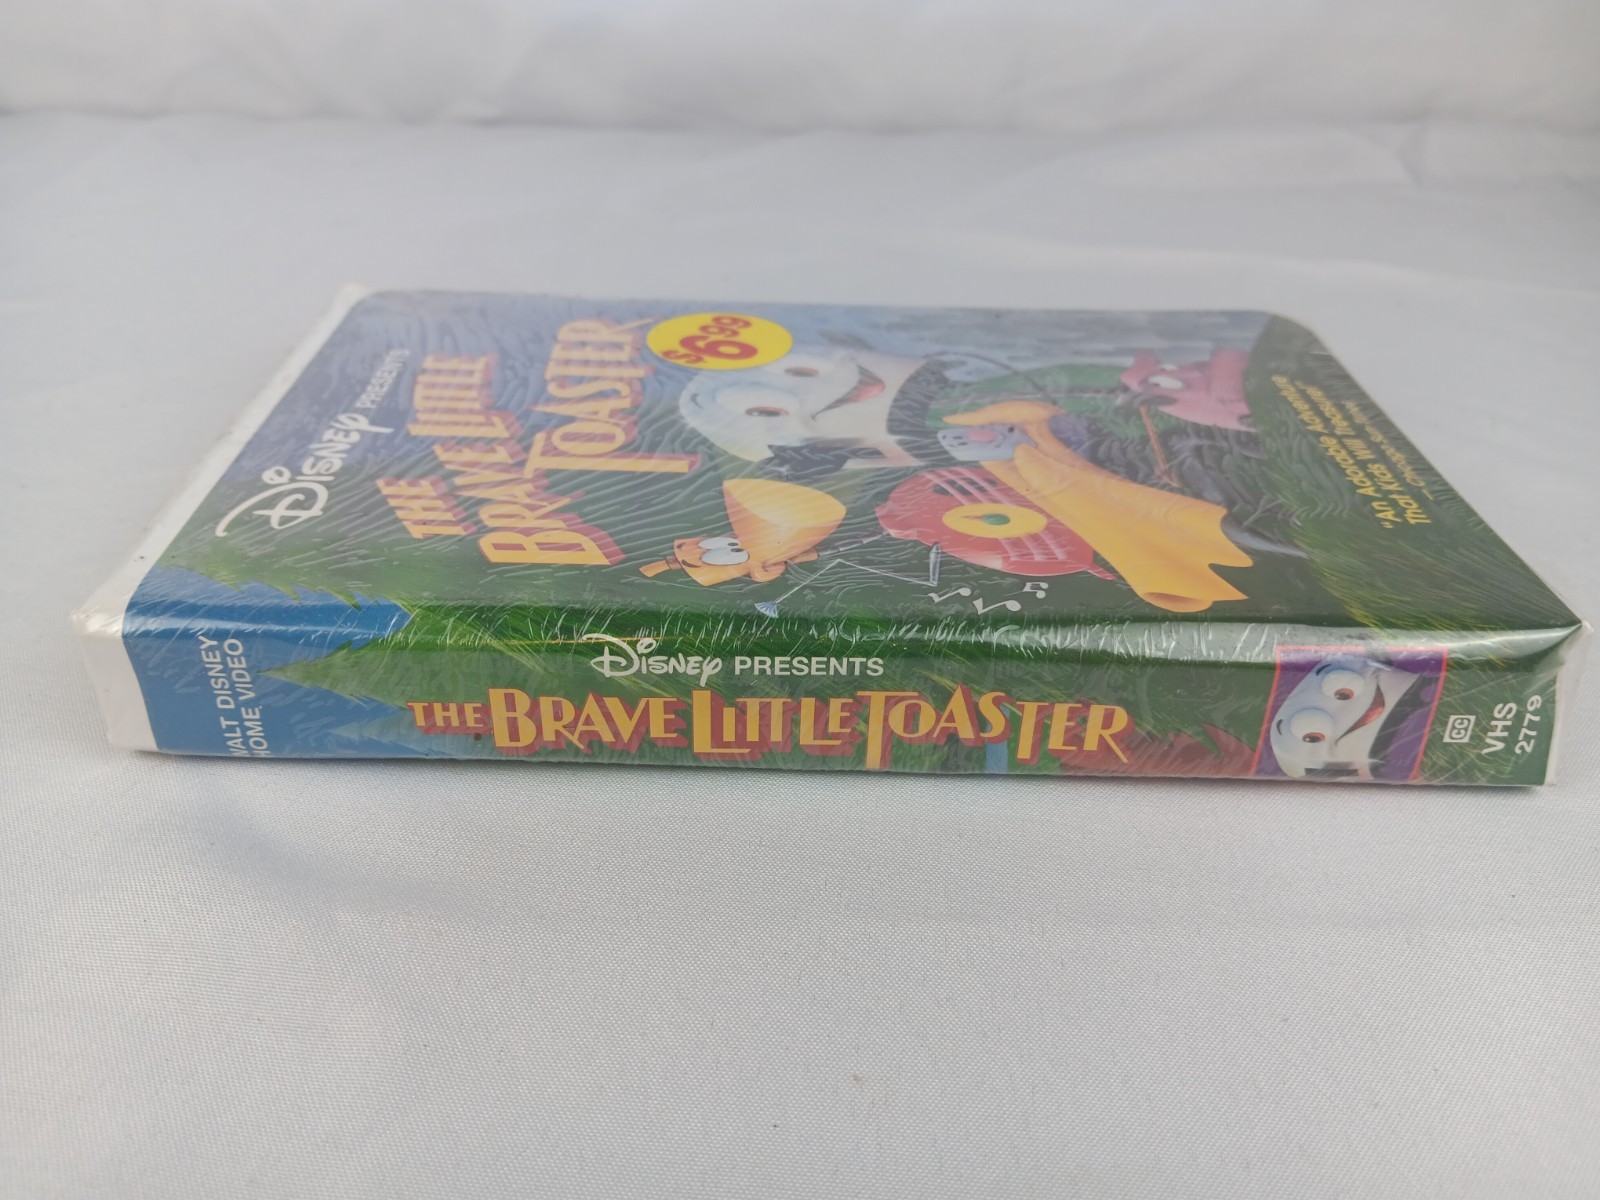 DISNEY PRESENTS
THE
BRAVE LITTLE
TOASTER
$6.99
"An Adorable Adventure
That Kids Will Treasure"
DISNEY PRESENTS
THE BRAVE LITTLE TOASTER
WALT DISNEY
HOME VIDEO
CC
VHS
2779